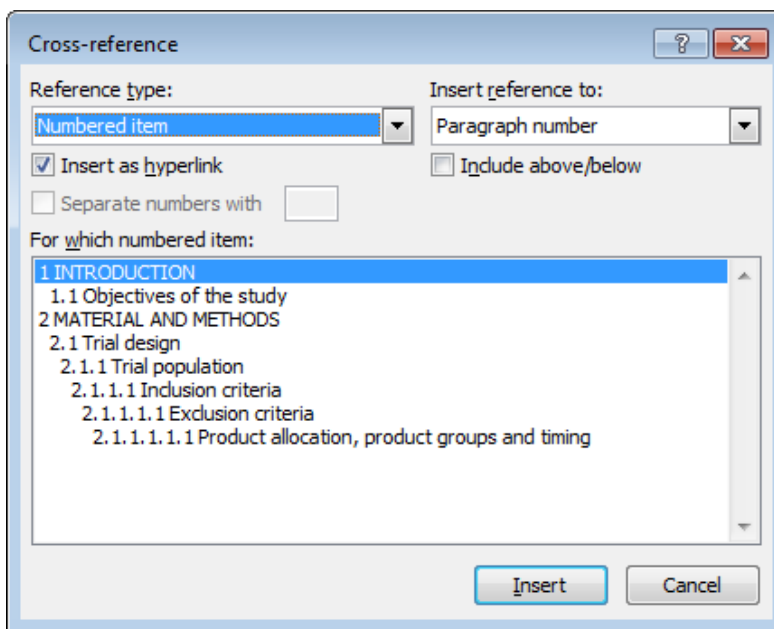 Cross-reference
Reference type: Insert reference to:
Numbered item Paragraph number
Insert as hyperlink Include above/below
Separate numbers with
For which numbered item:
1 INTRODUCTION
1.1 Objectives of the study
2 MATERIAL AND METHODS
2.1 Trial design
2.1.1 Trial population
2.1.1.1 Inclusion criteria
2.1.1.1.1 Exclusion criteria
2.1.1.1.1.1 Product allocation, product groups and timing
Insert Cancel